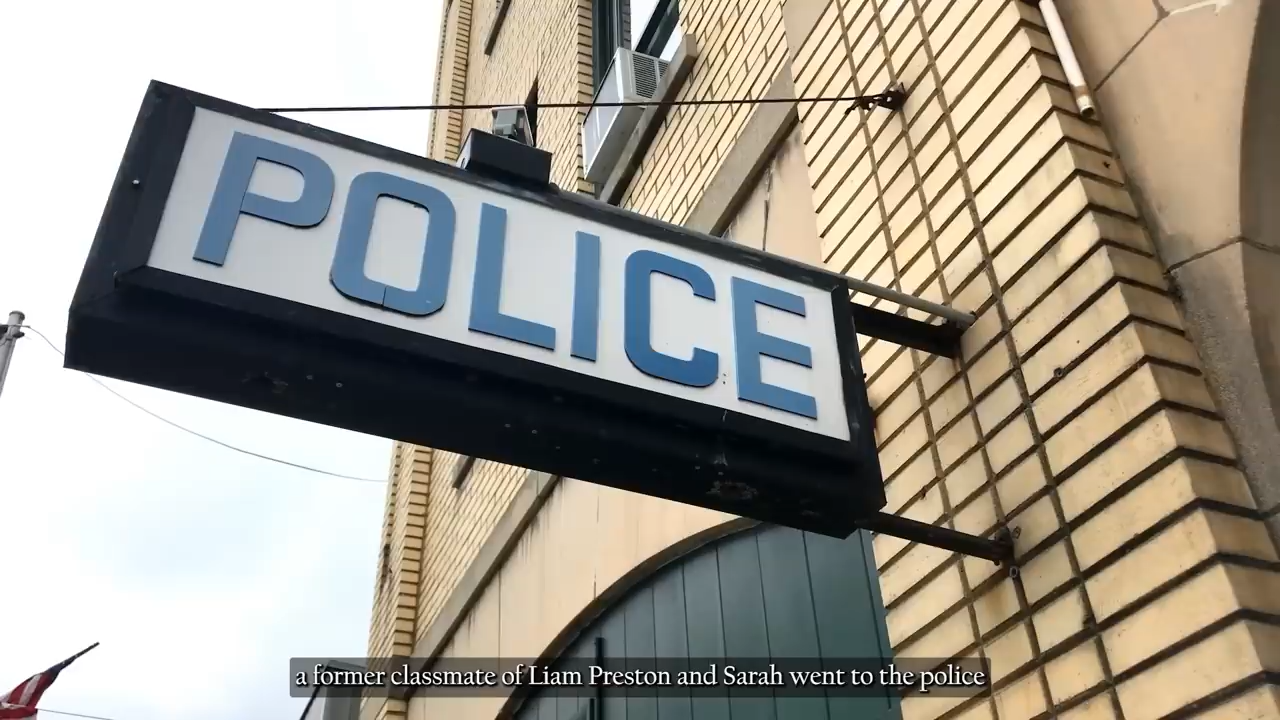 POLICE
a former classmate of Liam Preston and Sarah went to the police